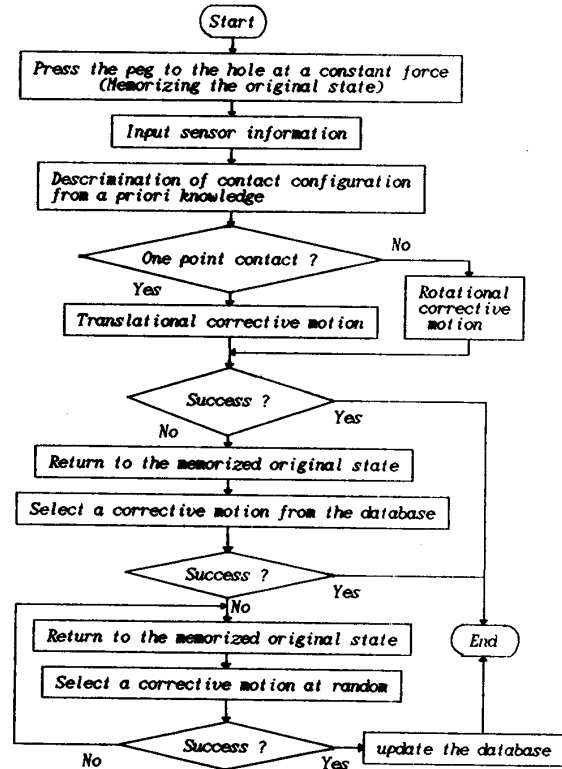 Start
Press the peg to the hole at a constant force
(Memorizing the original state)
Input sensor information
Descrimination of contact configuration
from a priori knowledge
One point contact ?
No
Yes
Rotational
corrective
motion
Translational corrective motion
Success ?
Yes
No
Return to the memorized original state
Select a corrective motion from the database
Success ?
Yes
No
Return to the memorized original state
End
Select a corrective motion at random
Success ?
No
Yes
update the database